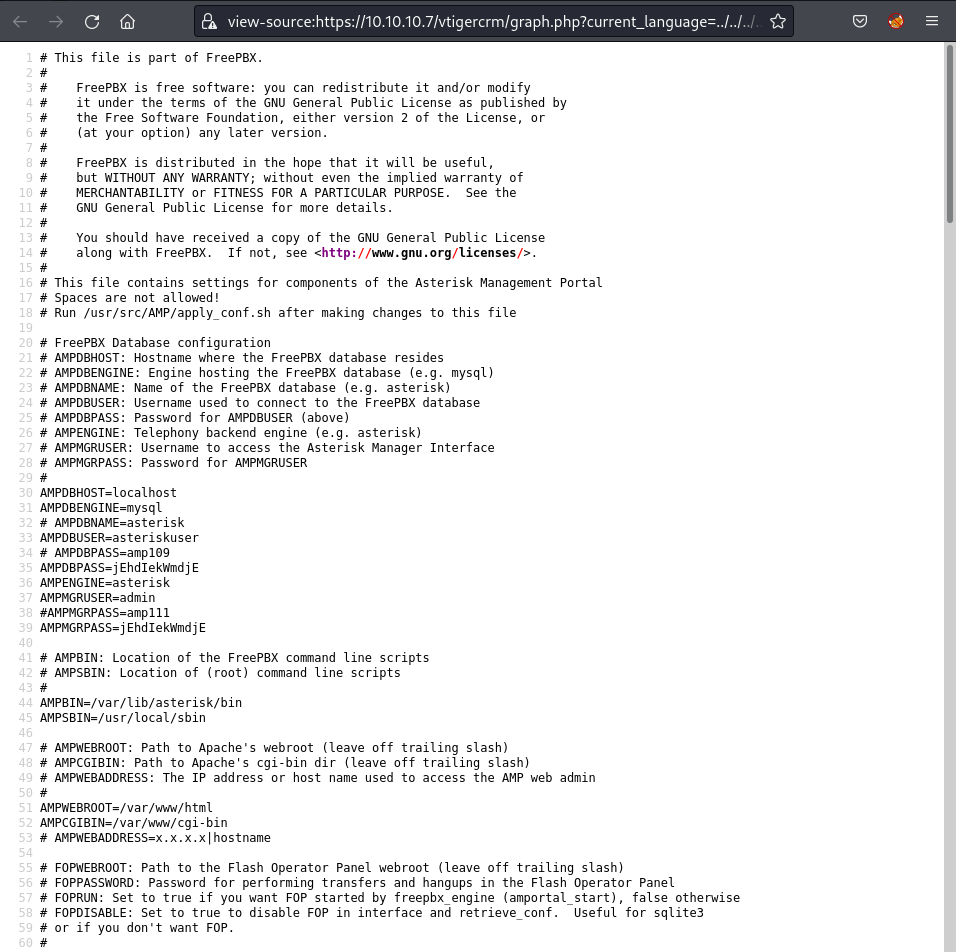 view-source:https://10.10.10.7/vtigercrm/graph.php?current_language=../../../..
1 # This file is part of FreePBX.
2 #
3 #    FreePBX is free software: you can redistribute it and/or modify
4 #    it under the terms of the GNU General Public License as published by
5 #    the Free Software Foundation, either version 2 of the License, or
6 #    (at your option) any later version.
7 #
8 #    FreePBX is distributed in the hope that it will be useful,
9 #    but WITHOUT ANY WARRANTY; without even the implied warranty of
10 #    MERCHANTABILITY or FITNESS FOR A PARTICULAR PURPOSE.  See the
11 #    GNU General Public License for more details.
12 #
13 #    You should have received a copy of the GNU General Public License
14 #    along with FreePBX.  If not, see <http://www.gnu.org/licenses/>.
15 #
16 # This file contains settings for components of the Asterisk Management Portal
17 # Spaces are not allowed!
18 # Run /usr/src/AMP/apply_conf.sh after making changes to this file
19
20 # FreePBX Database configuration
21 # AMPDBHOST: Hostname where the FreePBX database resides
22 # AMPDBENGINE: Engine hosting the FreePBX database (e.g. mysql)
23 # AMPDBNAME: Name of the FreePBX database (e.g. asterisk)
24 # AMPDBUSER: Username used to connect to the FreePBX database
25 # AMPDBPASS: Password for AMPDBUSER (above)
26 # AMPENGINE: Telephony backend engine (e.g. asterisk)
27 # AMPMGRUSER: Username to access the Asterisk Manager Interface
28 # AMPMGRPASS: Password for AMPMGRUSER
29 #
30 AMPDBHOST=localhost
31 AMPDBENGINE=mysql
32 # AMPDBNAME=asterisk
33 AMPDBUSER=asteriskuser
34 # AMPDBPASS=amp109
35 AMPDBPASS=jEhdIekWmdjE
36 AMPENGINE=asterisk
37 AMPMGRUSER=admin
38 #AMPMGRPASS=amp111
39 AMPMGRPASS=jEhdIekWmdjE
40
41 # AMPBIN: Location of the FreePBX command line scripts
42 # AMPSBIN: Location of (root) command line scripts
43 #
44 AMPBIN=/var/lib/asterisk/bin
45 AMPSBIN=/usr/local/sbin
46
47 # AMPWEBROOT: Path to Apache's webroot (leave off trailing slash)
48 # AMPCGIBIN: Path to Apache's cgi-bin dir (leave off trailing slash)
49 # AMPWEBADDRESS: The IP address or host name used to access the AMP web admin
50 #
51 AMPWEBROOT=/var/www/html
52 AMPCGIBIN=/var/www/cgi-bin
53 # AMPWEBADDRESS=x.x.x.x|hostname
54
55 # FOPWEBROOT: Path to the Flash Operator Panel webroot (leave off trailing slash)
56 # FOPPASSWORD: Password for performing transfers and hangups in the Flash Operator Panel
57 # FOPRUN: Set to true if you want FOP started by freepbx_engine (amportal_start), false otherwise
58 # FOPDISABLE: Set to true to disable FOP in interface and retrieve_conf.  Useful for sqlite3
59 # or if you don't want FOP.
60 #